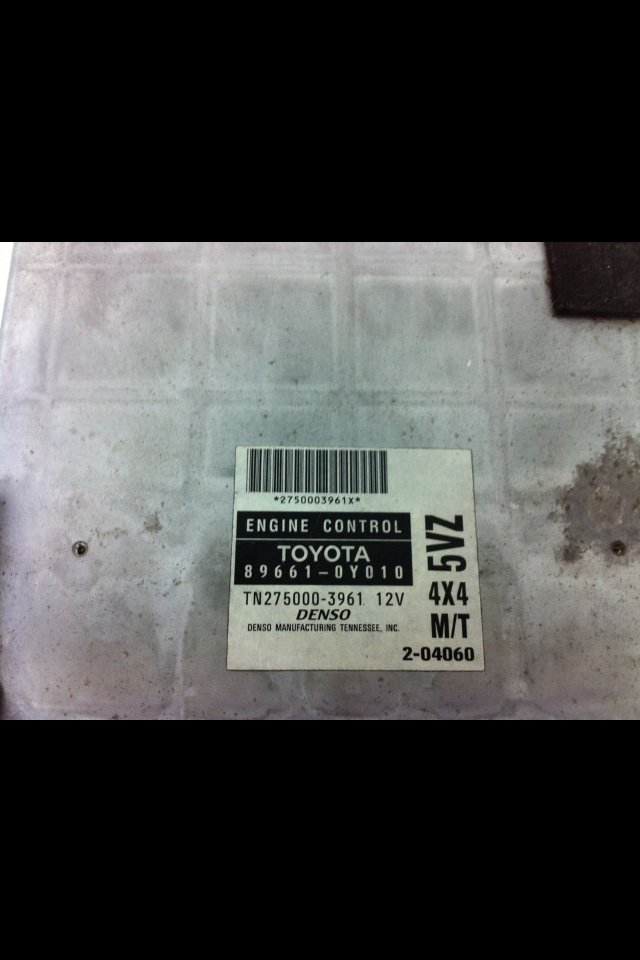 *2750003961X*
ENGINE CONTROL
TOYOTA
89661-0Y010
TN275000-3961 12V
DENSO
DENSO MANUFACTURING TENNESSEE, INC.
5VZ
4X4
M/T
2-04060